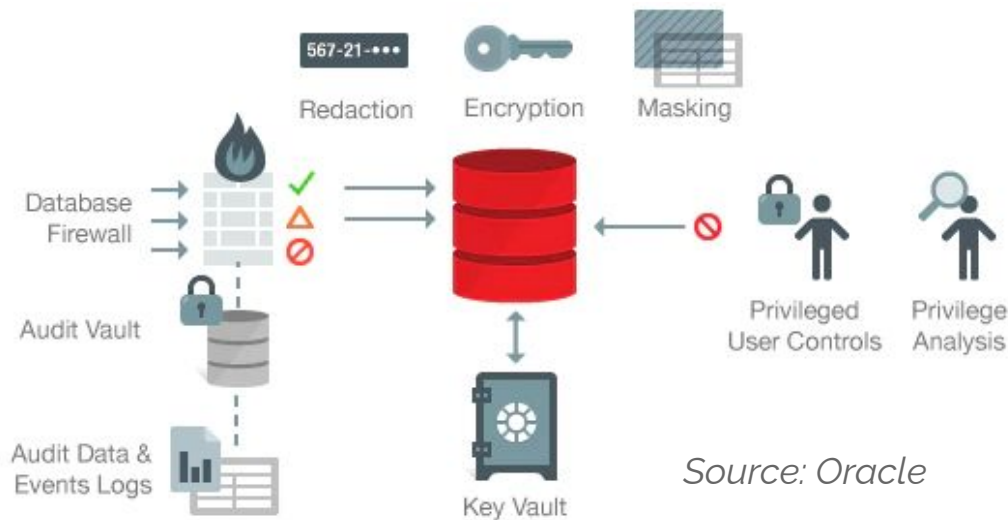 567-21-•••
Redaction
Encryption
Masking
Database
Firewall
Audit Vault
Privileged
User Controls
Privilege
Analysis
Audit Data &
Events Logs
Key Vault
Source: Oracle